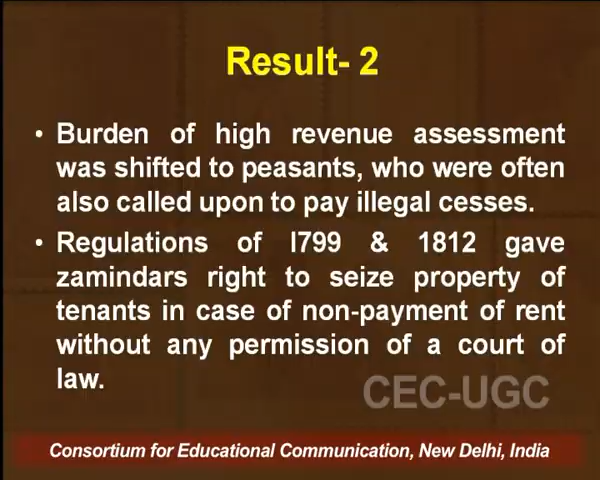 Result- 2
• Burden of high revenue assessment
was shifted to peasants, who were often
also called upon to pay illegal cesses.
• Regulations of l799 & 1812 gave
zamindars right to seize property of
tenants in case of non-payment of rent
without any permission of a court of
law.
CEC-UGC
Consortium for Educational Communication, New Delhi, India